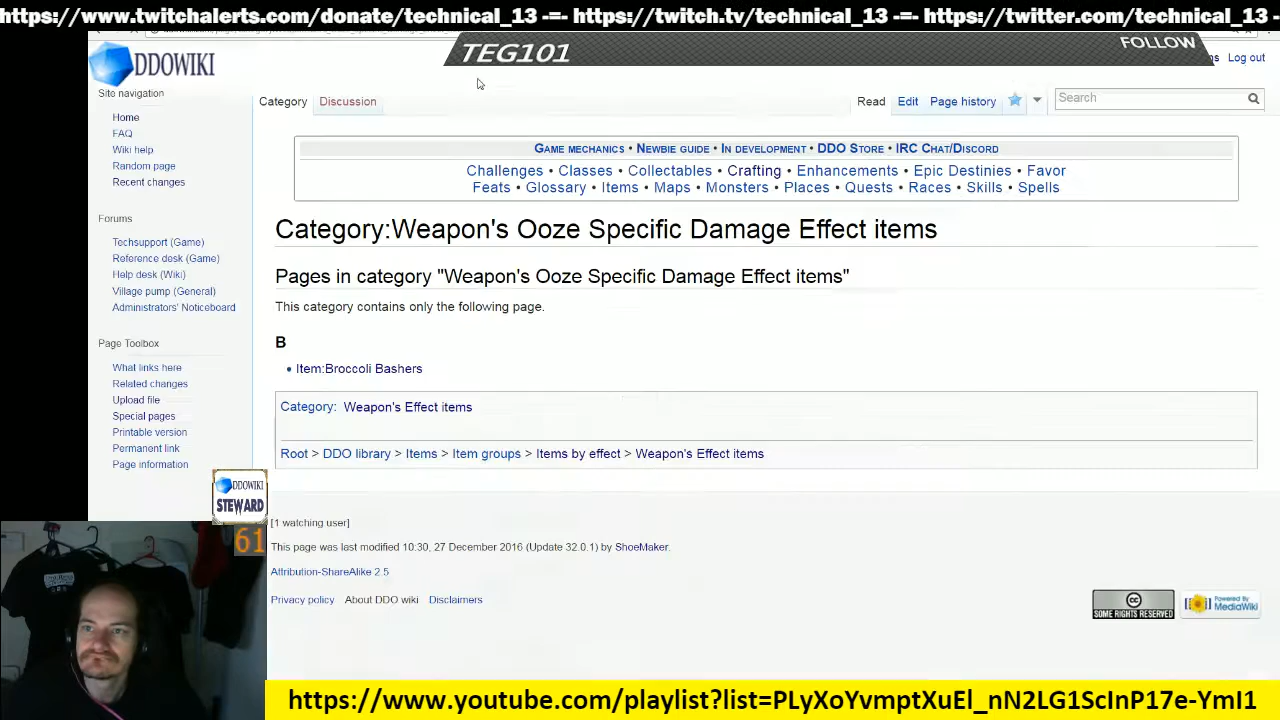 https://www.twitchalerts.com/donate/technical_13 -=- https://twitch.tv/technical_13 -=- https://twitter.com/technical_13 -
TEG101
FOLLOW
DDOWIKI
Log out
Site navigation
Home
FAQ
Wiki help
Random page
Recent changes
Forums
Techsupport (Game)
Reference desk (Game)
Help desk (Wiki)
Village pump (General)
Administrators' Noticeboard
Page Toolbox
What links here
Related changes
Upload file
Special pages
Printable version
Permanent link
Page information
Category Discussion
Read Edit Page history
Search
Game mechanics • Newbie guide • In development • DDO Store • IRC Chat/Discord
Challenges • Classes • Collectables • Crafting • Enhancements • Epic Destinies • Favor
Feats • Glossary • Items • Maps • Monsters • Places • Quests • Races • Skills • Spells
Category:Weapon's Ooze Specific Damage Effect items
Pages in category "Weapon's Ooze Specific Damage Effect items"
This category contains only the following page.
B
• Item:Broccoli Bashers
Category: Weapon's Effect items
Root > DDO library > Items > Item groups > Items by effect > Weapon's Effect items
DDOWIKI
STEWARD
61
[1 watching user]
This page was last modified 10:30, 27 December 2016 (Update 32.0.1) by ShoeMaker.
Attribution-ShareAlike 2.5
Privacy policy About DDO wiki Disclaimers
CC
SOME RIGHTS RESERVED
Powered By
MediaWiki
https://www.youtube.com/playlist?list=PLyXoYvmptXuEl_nN2LG1ScInP17e-YmI1